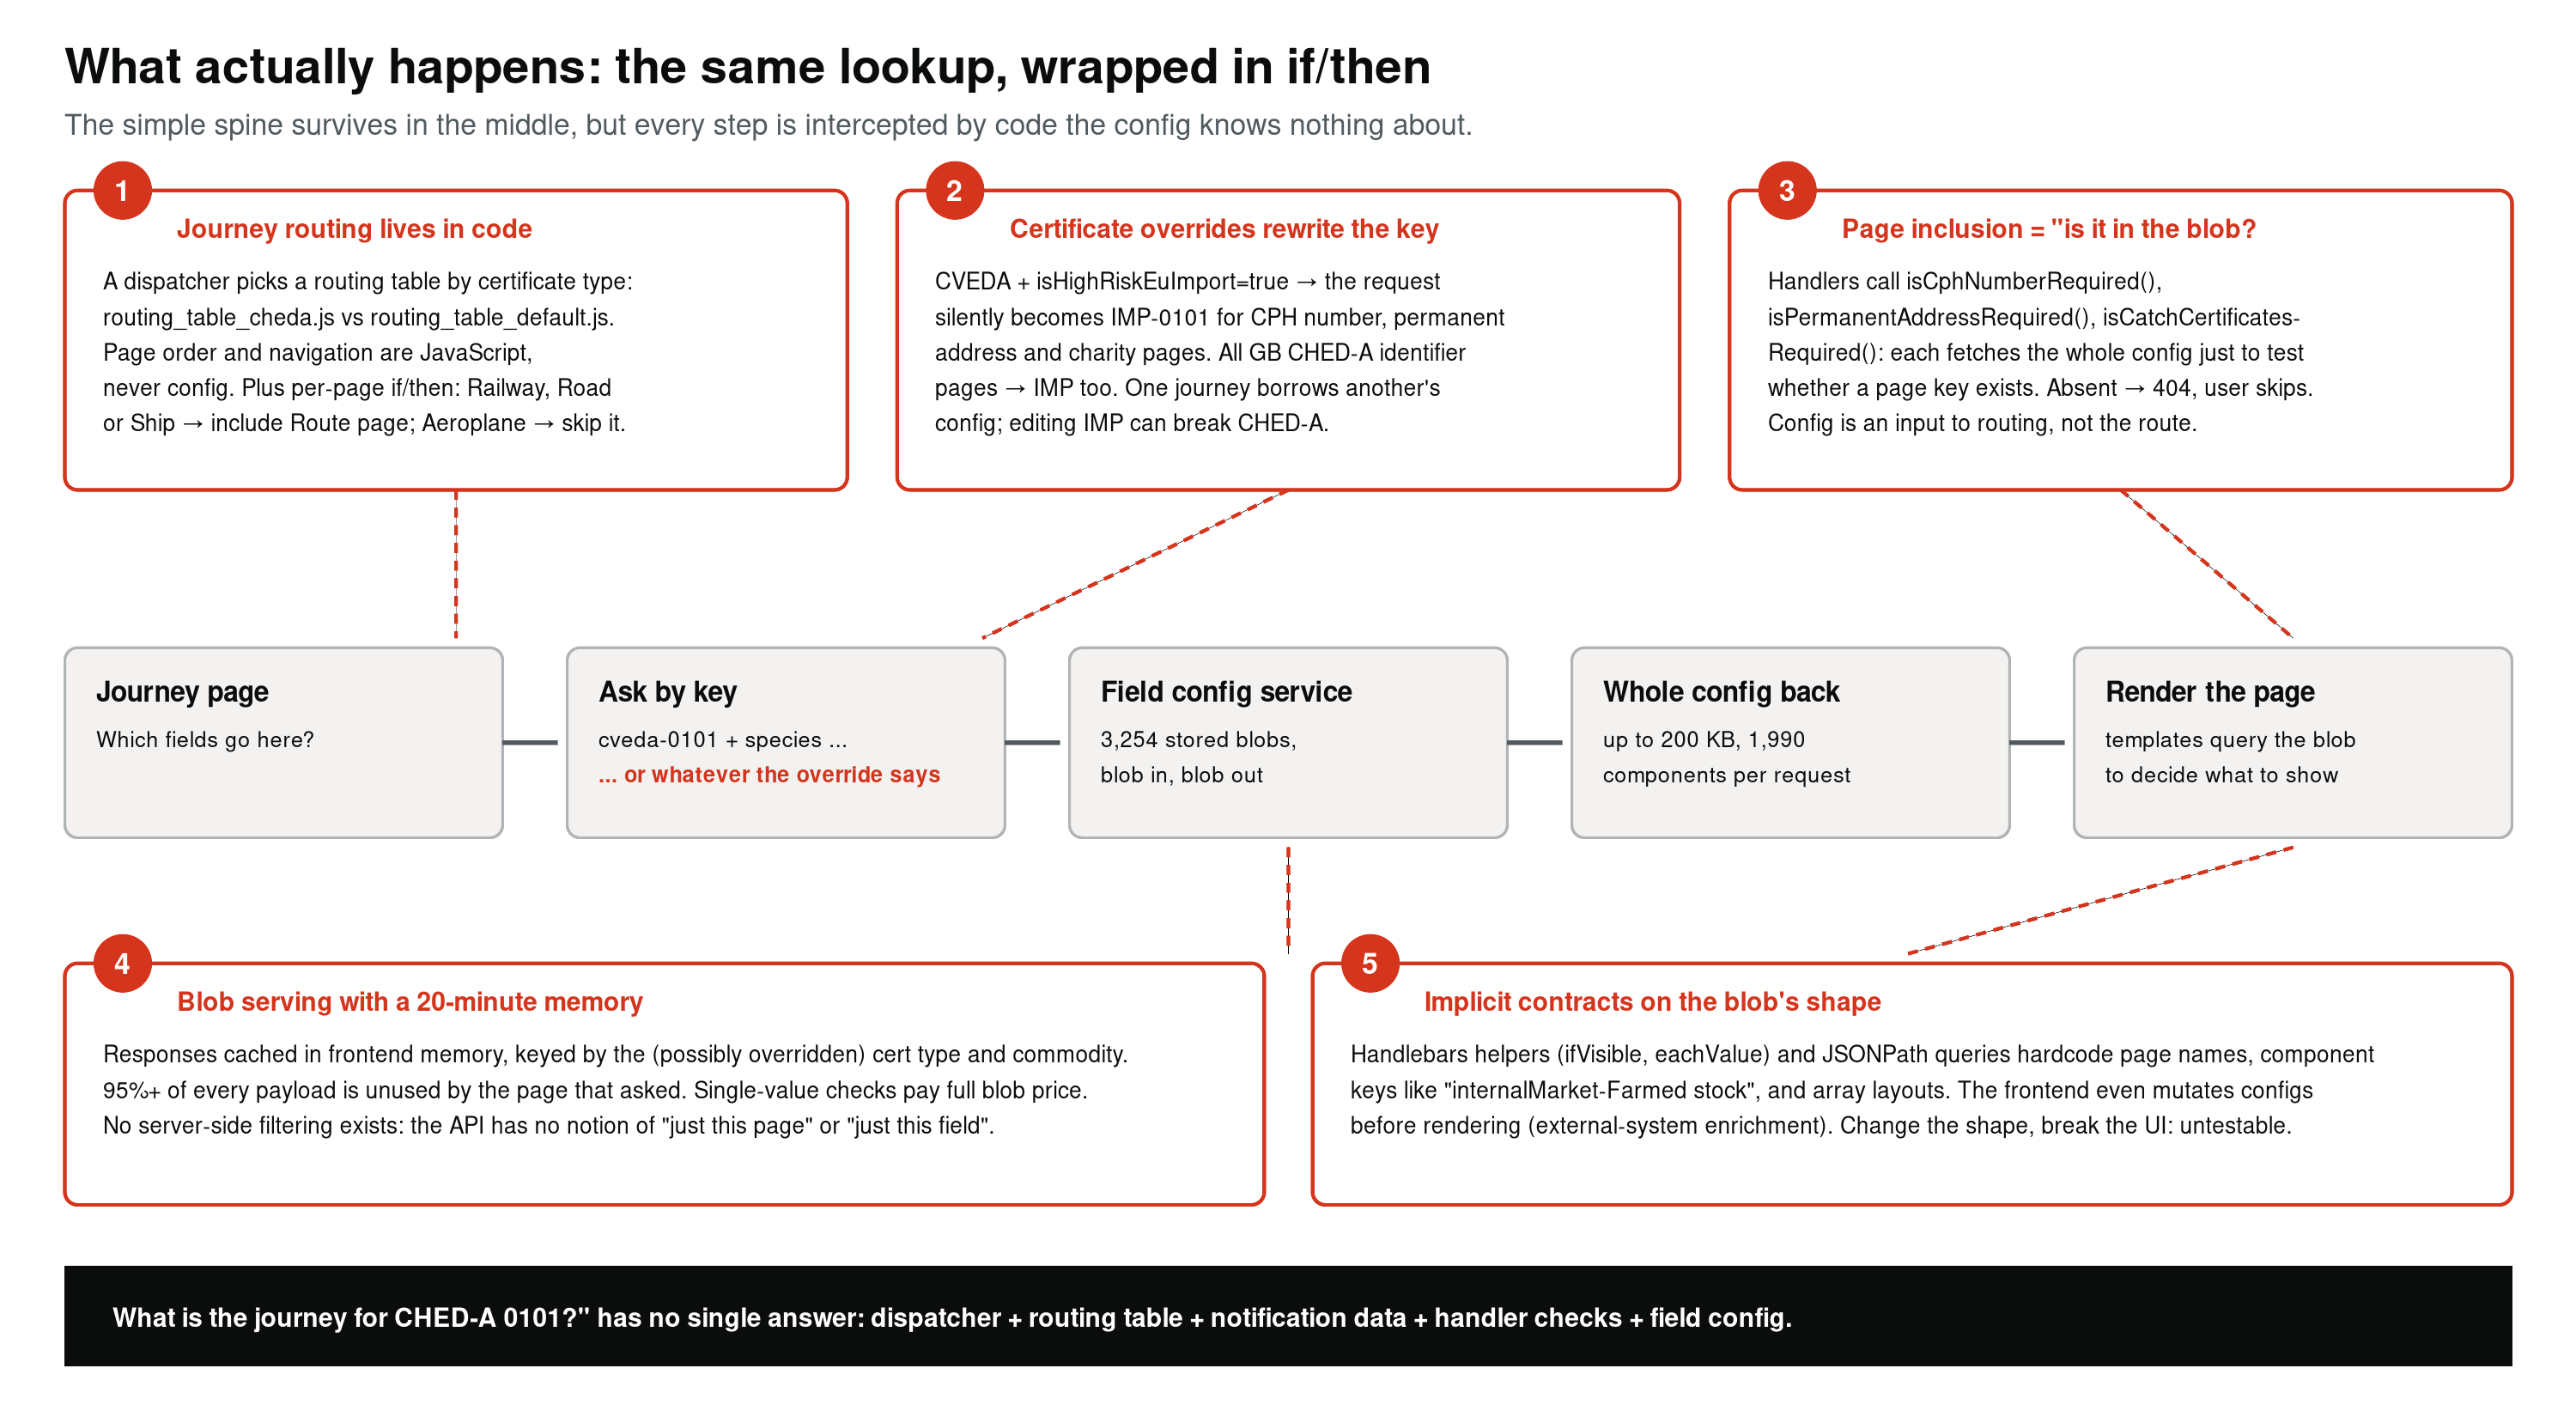 What actually happens: the same lookup, wrapped in if/then
The simple spine survives in the middle, but every step is intercepted by code the config knows nothing about.
1
Journey routing lives in code
A dispatcher picks a routing table by certificate type:
routing_table_cheda.js vs routing_table_default.js.
Page order and navigation are JavaScript,
never config. Plus per-page if/then: Railway, Road
or Ship → include Route page; Aeroplane → skip it.
2
Certificate overrides rewrite the key
CVEDA + isHighRiskEuImport=true → the request
silently becomes IMP-0101 for CPH number, permanent
address and charity pages. All GB CHED-A identifier
pages → IMP too. One journey borrows another's
config; editing IMP can break CHED-A.
3
Page inclusion = "is it in the blob?
Handlers call isCphNumberRequired(),
isPermanentAddressRequired(), isCatchCertificates-
Required(): each fetches the whole config just to test
whether a page key exists. Absent → 404, user skips.
Config is an input to routing, not the route.
Journey page
Which fields go here?
Ask by key
cveda-0101 + species ...
... or whatever the override says
Field config service
3,254 stored blobs,
blob in, blob out
Whole config back
up to 200 KB, 1,990
components per request
Render the page
templates query the blob
to decide what to show
4
Blob serving with a 20-minute memory
Responses cached in frontend memory, keyed by the (possibly overridden) cert type and commodity.
95%+ of every payload is unused by the page that asked. Single-value checks pay full blob price.
No server-side filtering exists: the API has no notion of "just this page" or "just this field".
5
Implicit contracts on the blob's shape
Handlebars helpers (ifVisible, eachValue) and JSONPath queries hardcode page names, component
keys like "internalMarket-Farmed stock", and array layouts. The frontend even mutates configs
before rendering (external-system enrichment). Change the shape, break the UI: untestable.
What is the journey for CHED-A 0101?" has no single answer: dispatcher + routing table + notification data + handler checks + field config.